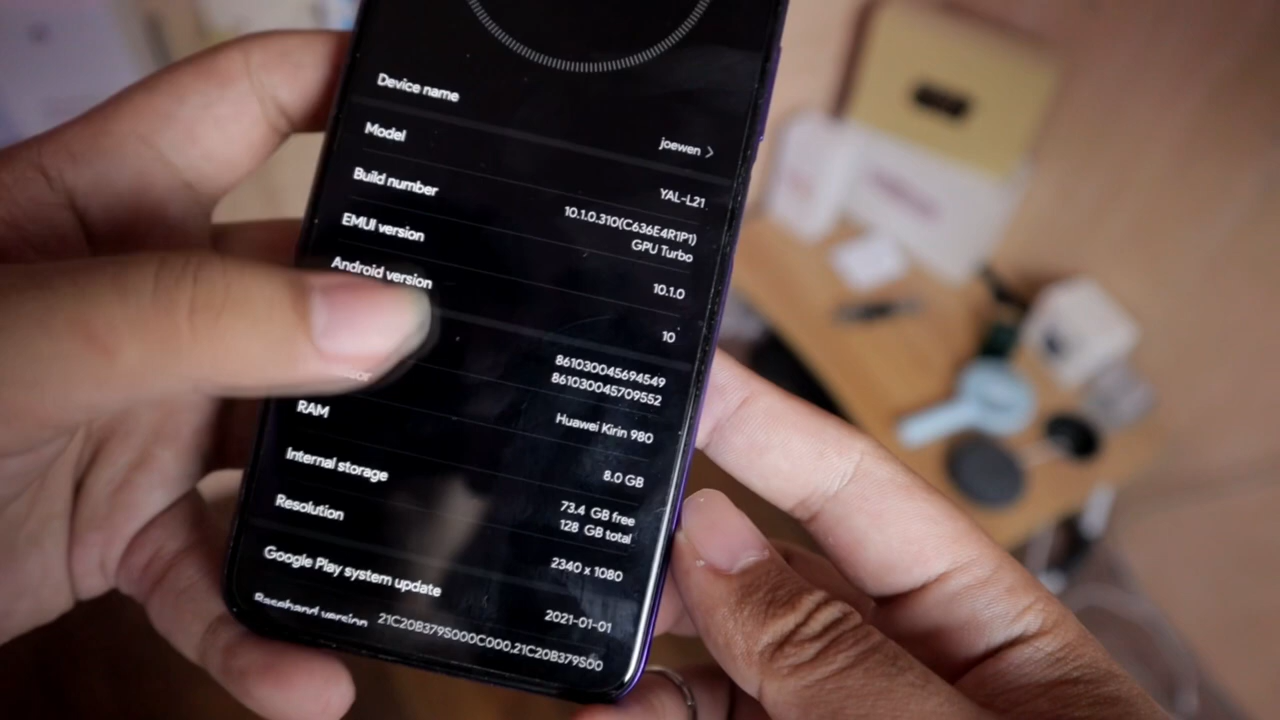 Device name
joewen
Model
YAL-L21
Build number
10.1.0.310(C636E4R1P1)
GPU Turbo
EMUI version
10.1.0
Android version
10
861030045694549
861030045709552
Huawei Kirin 980
RAM
8.0 GB
Internal storage
73.4 GB free
128 GB total
Resolution
2340 x 1080
Google Play system update
2021-01-01
Baseband version
21C20B379S000C000,21C20B379S00